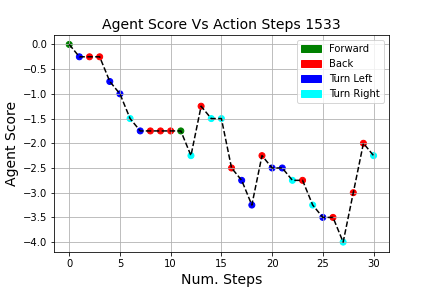 Agent Score Vs Action Steps 1533
Agent Score
0.0
−0.5
−1.0
−1.5
−2.0
−2.5
−3.0
−3.5
−4.0
Forward
Back
Turn Left
Turn Right
0 5 10 15 20 25 30
Num. Steps